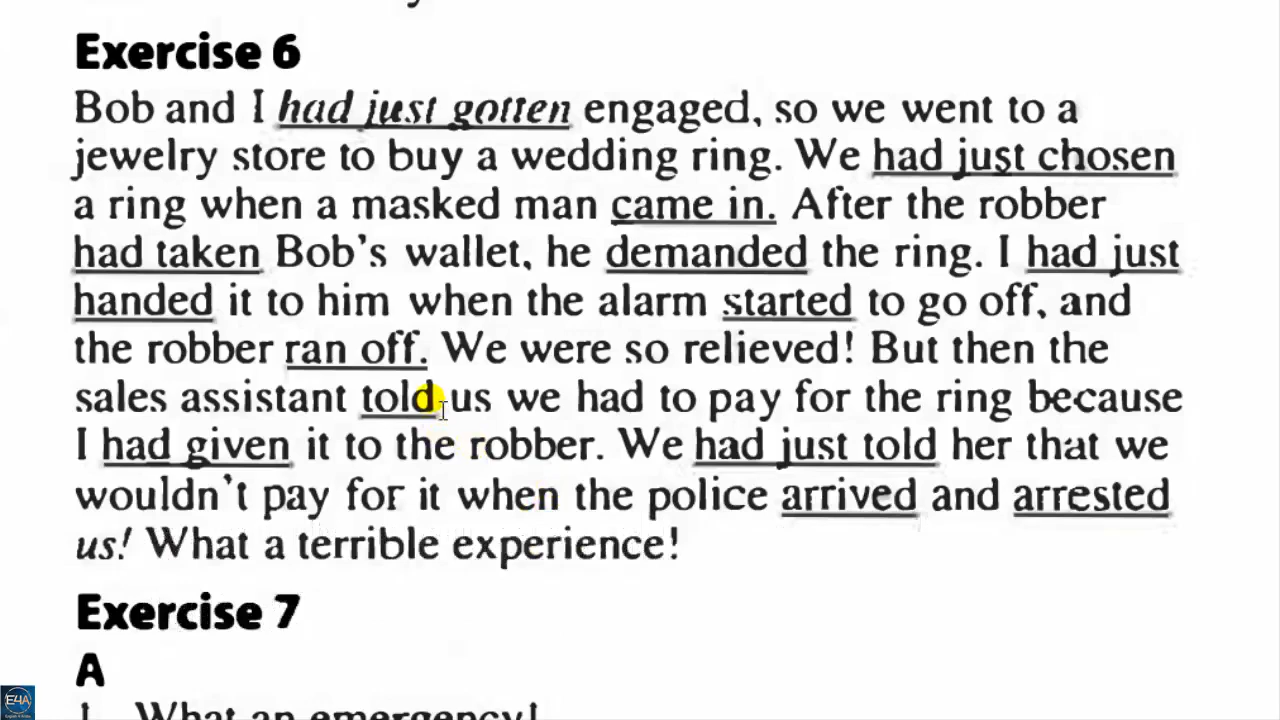 Exercise 6
Bob and I had just gotten engaged, so we went to a
jewelry store to buy a wedding ring. We had just chosen
a ring when a masked man came in. After the robber
had taken Bob's wallet, he demanded the ring. I had just
handed it to him when the alarm started to go off, and
the robber ran off. We were so relieved! But then the
sales assistant told us we had to pay for the ring because
I had given it to the robber. We had just told her that we
wouldn't pay for it when the police arrived and arrested
us! What a terrible experience!
Exercise 7
A
1. What an emergency!
E4A